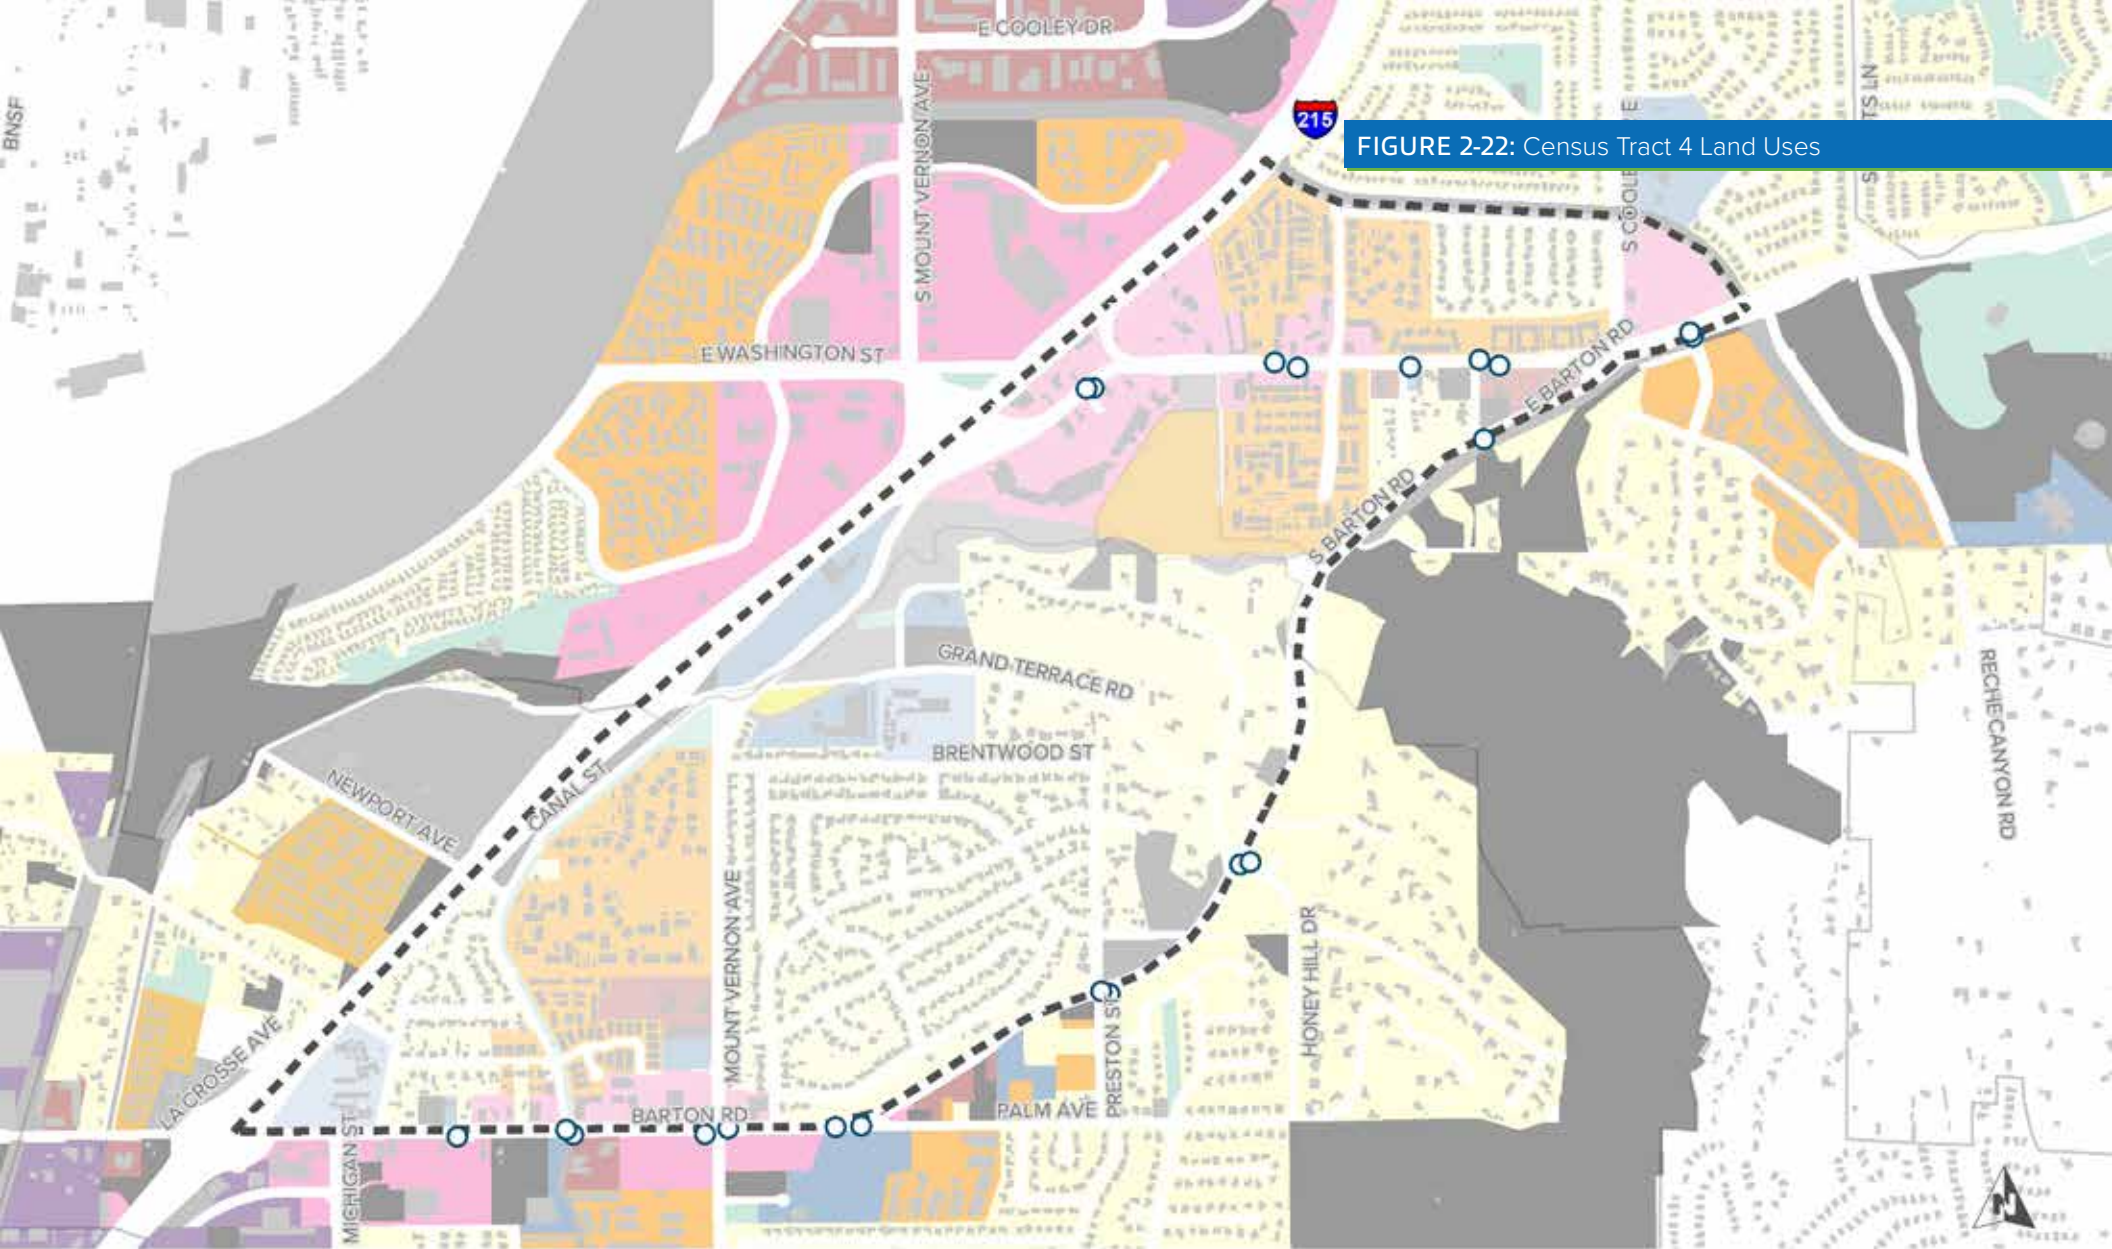 E COOLEY DR
BNSF
S MOUNT VERNON AVE
215
FIGURE 2-22: Census Tract 4 Land Uses
E WASHINGTON ST
E BARTON RD
S BARTON RD
GRAND TERRACE RD
RECHE CANYON RD
BRENTWOOD ST
NEWPORT AVE
CANAL ST
MOUNT VERNON AVE
HONEY HILL DR
LA CROSSE AVE
PRESTON ST
BARTON RD
PALM AVE
MICHIGAN ST
N